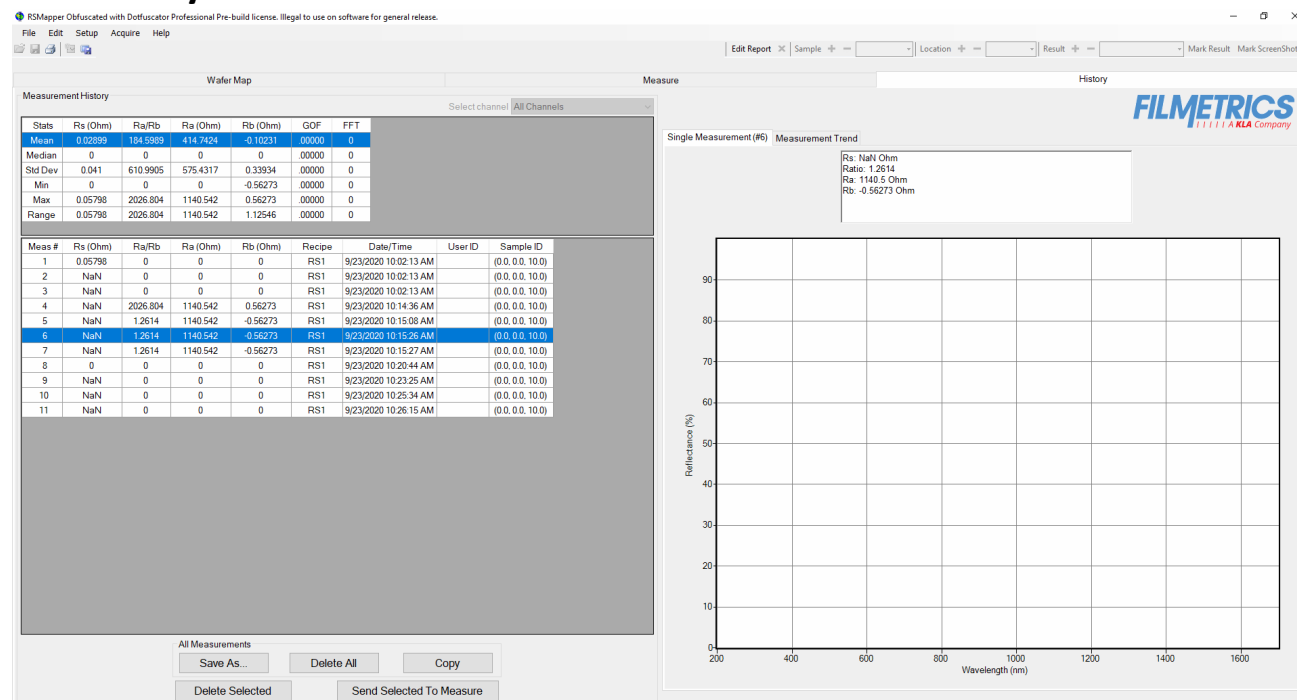 RSMapper Obfuscated with Dotfuscator Professional Pre-build license. Illegal to use on software for general release.
File Edit Setup Acquire Help
Edit Report Sample Location Result Mark Result Mark ScreenShot
Wafer Map Measure History
Measurement History
Select channel All Channels
FILMETRICS
A KLA Company
Stats Rs (Ohm) Ra/Rb Ra (Ohm) Rb (Ohm) GOF FFT
Mean 0.02899 184.5989 414.7424 -0.10231 .00000 0
Median 0 0 0 0 .00000 0
Std Dev 0.041 610.9905 575.4317 0.33934 .00000 0
Min 0 0 0 -0.56273 .00000 0
Max 0.05798 2026.804 1140.542 0.56273 .00000 0
Range 0.05798 2026.804 1140.542 1.12546 .00000 0
Meas # Rs (Ohm) Ra/Rb Ra (Ohm) Rb (Ohm) Recipe Date/Time User ID Sample ID
1 0.05798 0 0 0 RS1 9/23/2020 10:02:13 AM (0.0, 0.0, 10.0)
2 NaN 0 0 0 RS1 9/23/2020 10:02:13 AM (0.0, 0.0, 10.0)
3 NaN 0 0 0 RS1 9/23/2020 10:02:13 AM (0.0, 0.0, 10.0)
4 NaN 2026.804 1140.542 0.56273 RS1 9/23/2020 10:14:36 AM (0.0, 0.0, 10.0)
5 NaN 1.2614 1140.542 -0.56273 RS1 9/23/2020 10:15:08 AM (0.0, 0.0, 10.0)
6 NaN 1.2614 1140.542 -0.56273 RS1 9/23/2020 10:15:26 AM (0.0, 0.0, 10.0)
7 NaN 1.2614 1140.542 -0.56273 RS1 9/23/2020 10:15:27 AM (0.0, 0.0, 10.0)
8 0 0 0 0 RS1 9/23/2020 10:20:44 AM (0.0, 0.0, 10.0)
9 NaN 0 0 0 RS1 9/23/2020 10:23:25 AM (0.0, 0.0, 10.0)
10 NaN 0 0 0 RS1 9/23/2020 10:25:34 AM (0.0, 0.0, 10.0)
11 NaN 0 0 0 RS1 9/23/2020 10:26:15 AM (0.0, 0.0, 10.0)
All Measurements
Save As... Delete All Copy
Delete Selected Send Selected To Measure
Single Measurement (#6) Measurement Trend
Rs: NaN Ohm
Ratio: 1.2614
Ra: 1140.5 Ohm
Rb: -0.56273 Ohm
90
80
70
60
50
40
30
20
10
0
Reflectance (%)
200 400 600 800 1000 1200 1400 1600
Wavelength (nm)